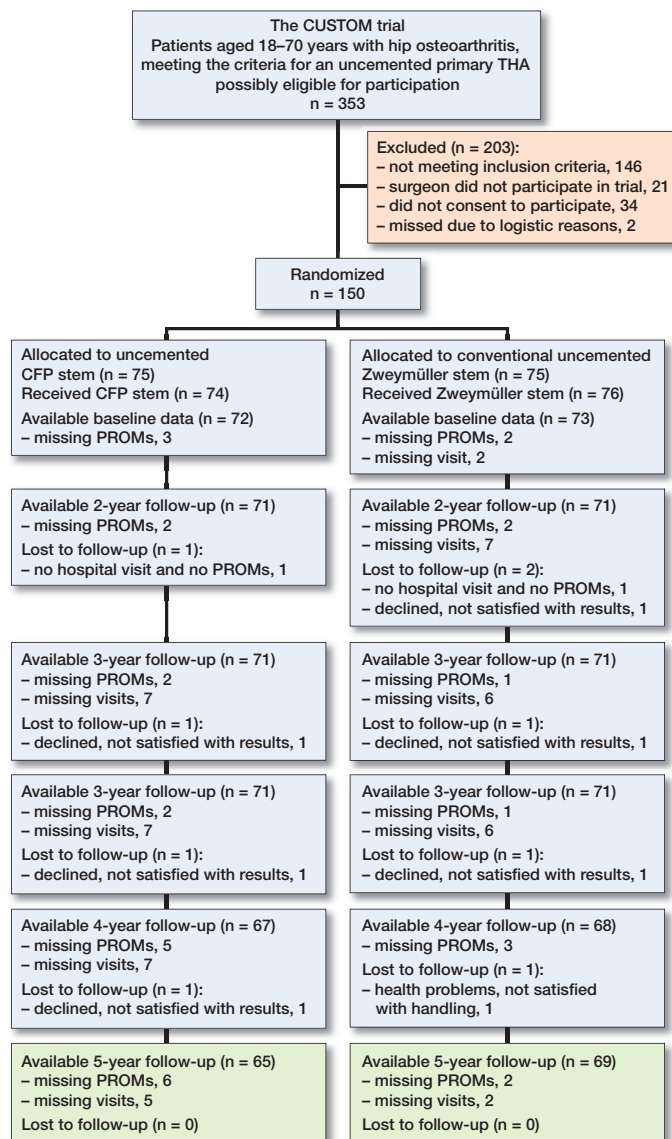 The CUSTOM trial
Patients aged 18–70 years with hip osteoarthritis,
meeting the criteria for an uncemented primary THA
possibly eligible for participation
n = 353
Excluded (n = 203):
– not meeting inclusion criteria, 146
– surgeon did not participate in trial, 21
– did not consent to participate, 34
– missed due to logistic reasons, 2
Randomized
n = 150
Allocated to uncemented
CFP stem (n = 75)
Received CFP stem (n = 74)
Available baseline data (n = 72)
– missing PROMs, 3
Allocated to conventional uncemented
Zweymüller stem (n = 75)
Received Zweymüller stem (n = 76)
Available baseline data (n = 73)
– missing PROMs, 2
– missing visit, 2
Available 2-year follow-up (n = 71)
– missing PROMs, 2
Lost to follow-up (n = 1):
– no hospital visit and no PROMs, 1
Available 2-year follow-up (n = 71)
– missing PROMs, 2
– missing visits, 7
Lost to follow-up (n = 2):
– no hospital visit and no PROMs, 1
– declined, not satisfied with results, 1
Available 3-year follow-up (n = 71)
– missing PROMs, 2
– missing visits, 7
Lost to follow-up (n = 1):
– declined, not satisfied with results, 1
Available 3-year follow-up (n = 71)
– missing PROMs, 1
– missing visits, 6
Lost to follow-up (n = 1):
– declined, not satisfied with results, 1
Available 3-year follow-up (n = 71)
– missing PROMs, 2
– missing visits, 7
Lost to follow-up (n = 1):
– declined, not satisfied with results, 1
Available 3-year follow-up (n = 71)
– missing PROMs, 1
– missing visits, 6
Lost to follow-up (n = 1):
– declined, not satisfied with results, 1
Available 4-year follow-up (n = 67)
– missing PROMs, 5
– missing visits, 7
Lost to follow-up (n = 1):
– declined, not satisfied with results, 1
Available 4-year follow-up (n = 68)
– missing PROMs, 3
Lost to follow-up (n = 1):
– health problems, not satisfied
with handling, 1
Available 5-year follow-up (n = 65)
– missing PROMs, 6
– missing visits, 5
Lost to follow-up (n = 0)
Available 5-year follow-up (n = 69)
– missing PROMs, 2
– missing visits, 2
Lost to follow-up (n = 0)